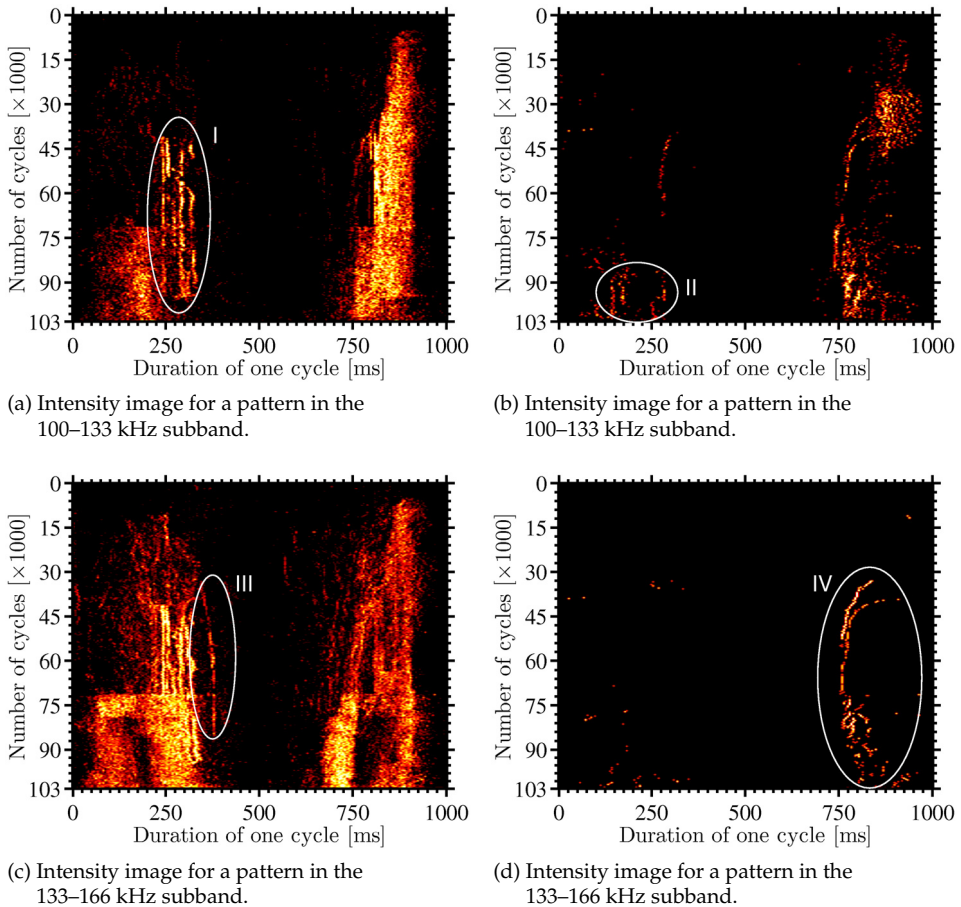 0
15
30
45
60
75
90
103
Number of cycles [×1000]
I
0 250 500 750 1000
Duration of one cycle [ms]
(a) Intensity image for a pattern in the
100–133 kHz subband.
0
15
30
45
60
75
90
103
Number of cycles [×1000]
II
0 250 500 750 1000
Duration of one cycle [ms]
(b) Intensity image for a pattern in the
100–133 kHz subband.
0
15
30
45
60
75
90
103
Number of cycles [×1000]
III
0 250 500 750 1000
Duration of one cycle [ms]
(c) Intensity image for a pattern in the
133–166 kHz subband.
0
15
30
45
60
75
90
103
Number of cycles [×1000]
IV
0 250 500 750 1000
Duration of one cycle [ms]
(d) Intensity image for a pattern in the
133–166 kHz subband.